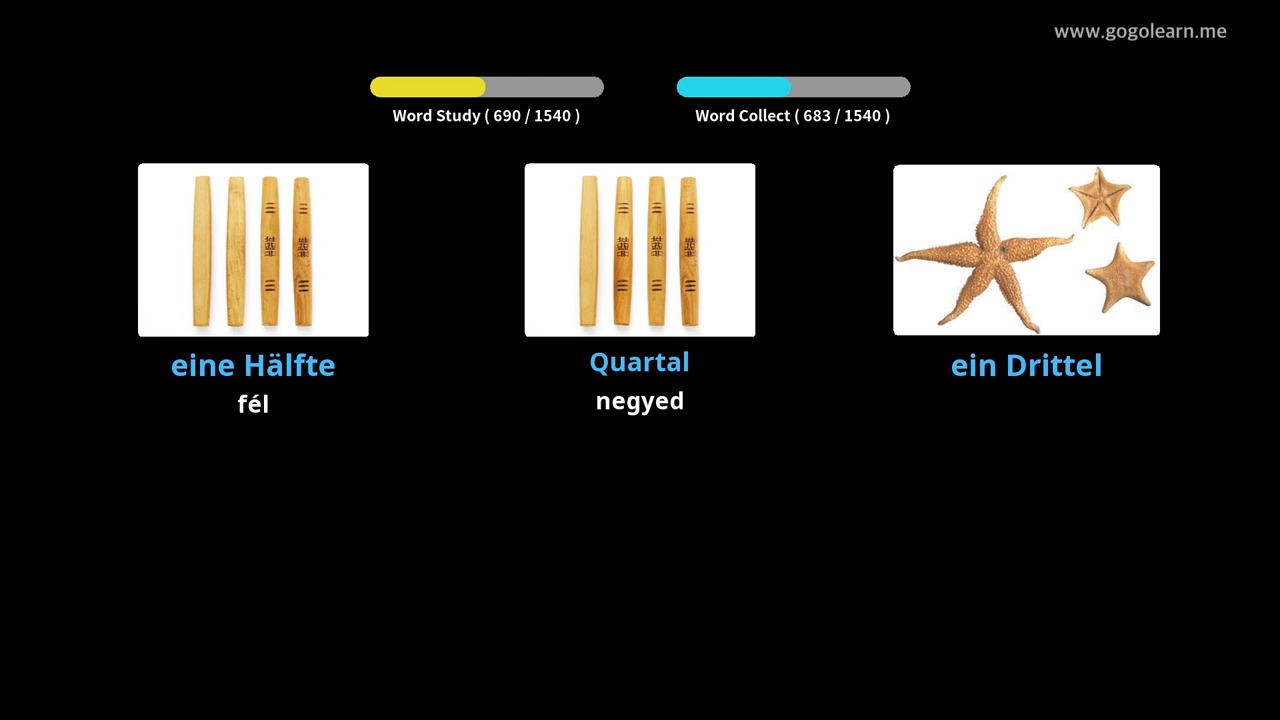 www.gogolearn.me
Word Study ( 690 / 1540 )
Word Collect ( 683 / 1540 )
eine Hälfte
fél
Quartal
negyed
ein Drittel